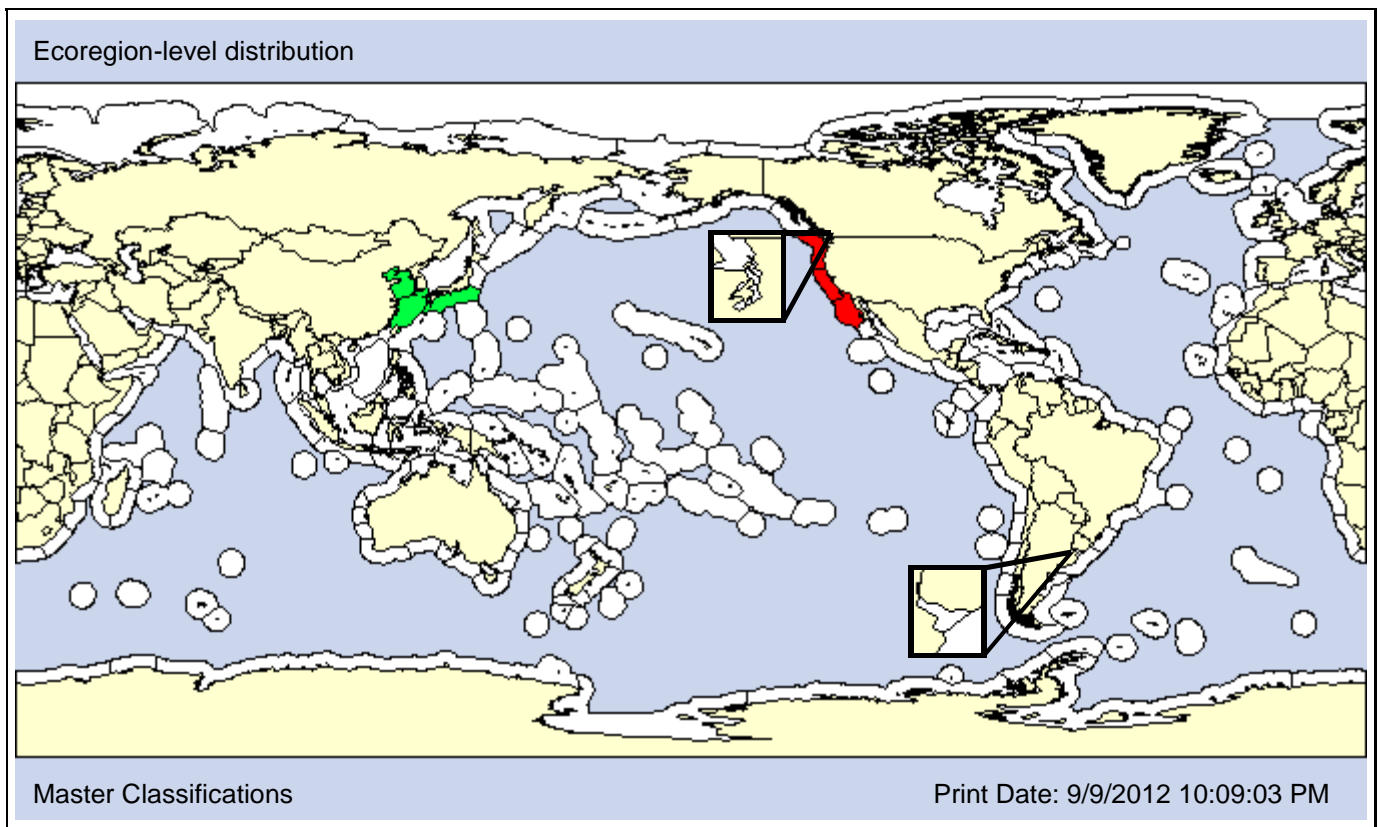 Ecoregion-level distribution
Master Classifications
Print Date: 9/9/2012 10:09:03 PM